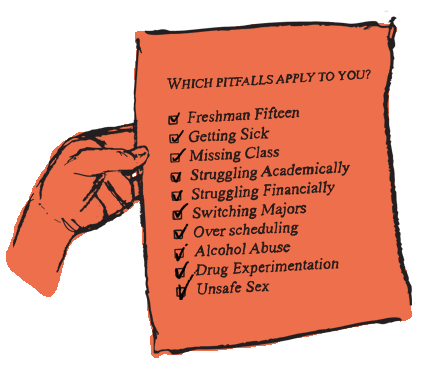 WHICH PITFALLS APPLY TO YOU?
Freshman Fifteen
Getting Sick
Missing Class
Struggling Academically
Struggling Financially
Switching Majors
Over scheduling
Alcohol Abuse
Drug Experimentation
Unsafe Sex